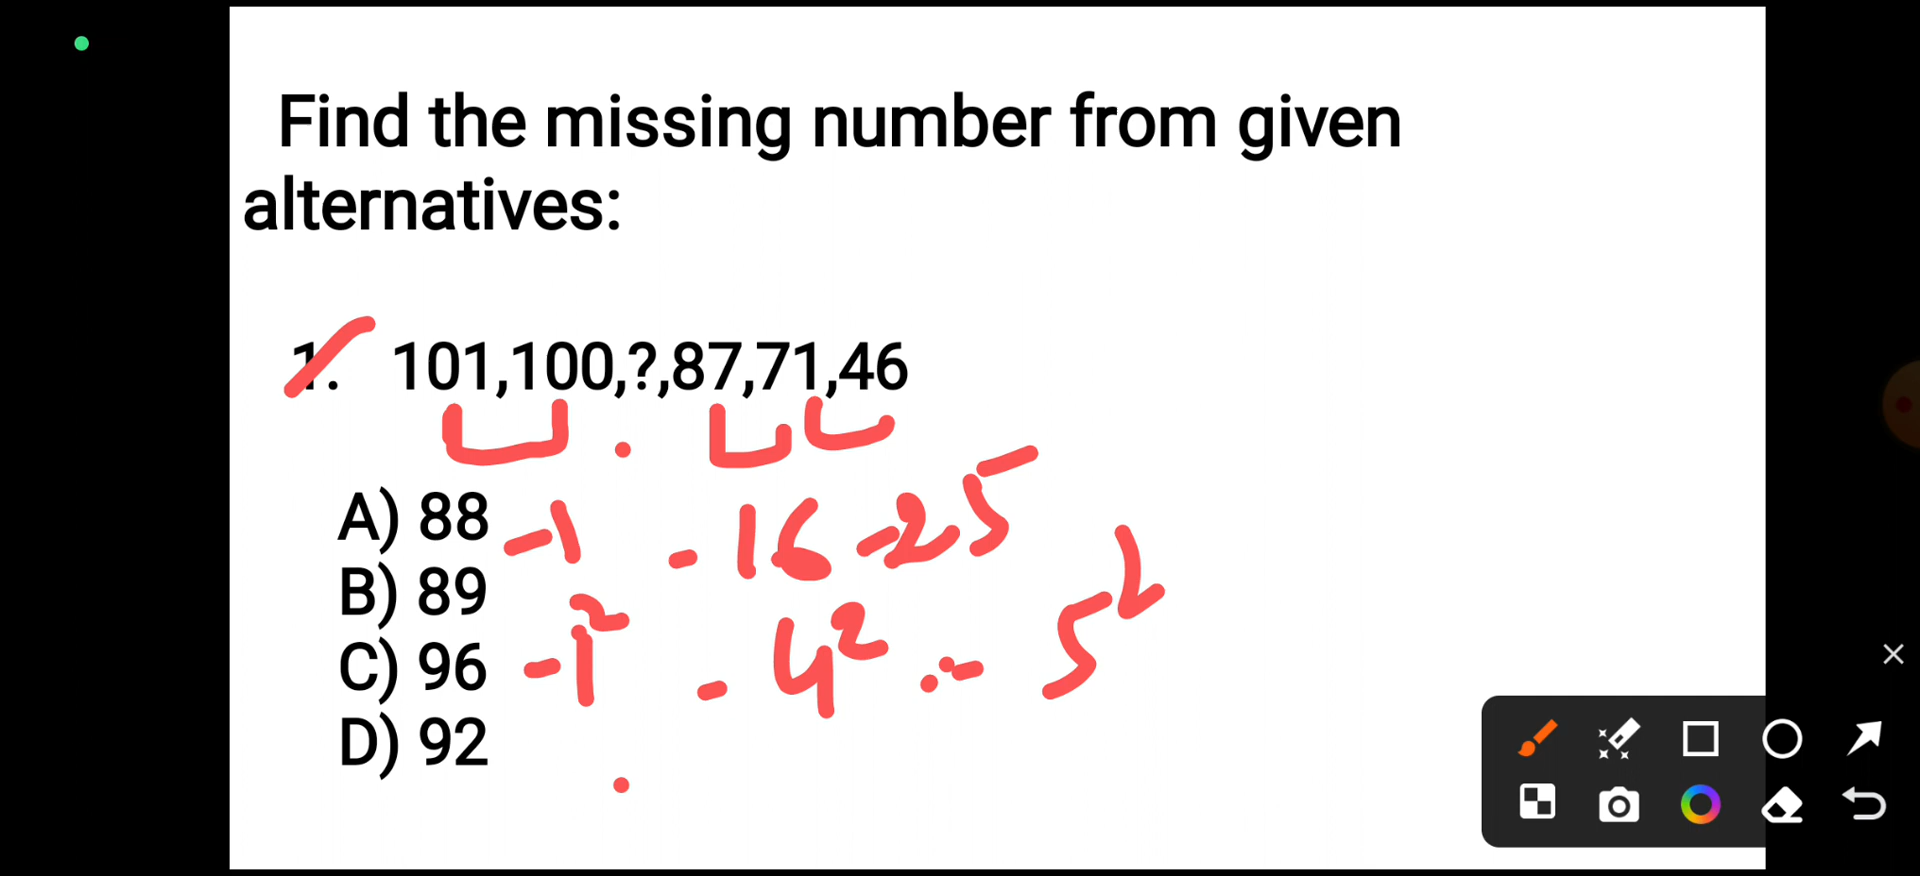 Find the missing number from given
alternatives:
1. 101,100,?,87,71,46
A) 88
-1 -16 -25
B) 89
C) 96
-1² -4² - 5²
D) 92